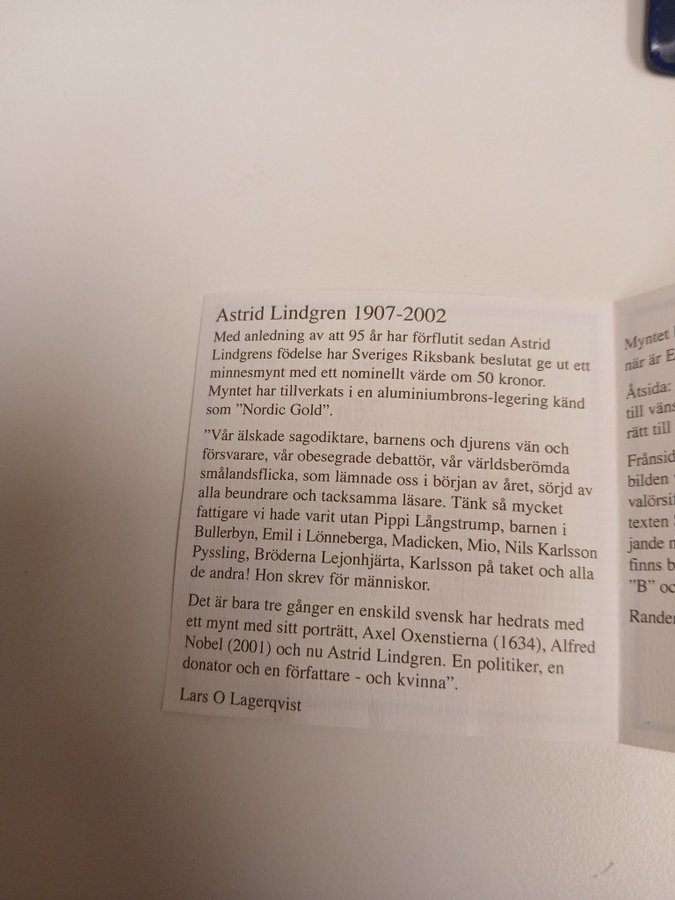 Astrid Lindgren 1907-2002
Med anledning av att 95 år har förflutit sedan Astrid
Lindgrens födelse har Sveriges Riksbank beslutat ge ut ett
minnesmynt med ett nominellt värde om 50 kronor.
Myntet har tillverkats i en aluminiumbrons-legering känd
som ”Nordic Gold”.
”Vår älskade sagodiktare, barnens och djurens vän och
försvarare, vår obesegrade debattör, vår världsberömda
smålandsflicka, som lämnade oss i början av året, sörjd av
alla beundrare och tacksamma läsare. Tänk så mycket
fattigare vi hade varit utan Pippi Långstrump, barnen i
Bullerbyn, Emil i Lönneberga, Madicken, Mio, Nils Karlsson
Pyssling, Bröderna Lejonhjärta, Karlsson på taket och alla
de andra! Hon skrev för människor.
Det är bara tre gånger en enskild svensk har hedrats med
ett mynt med sitt porträtt, Axel Oxenstierna (1634), Alfred
Nobel (2001) och nu Astrid Lindgren. En politiker, en
donator och en författare - och kvinna”.
Lars O Lagerqvist
Myntet
när är E
Åtsida:
till väns
rätt till
Frånsid
bilden
valörsif
texten
jande
finns b
”B” oc
Rander